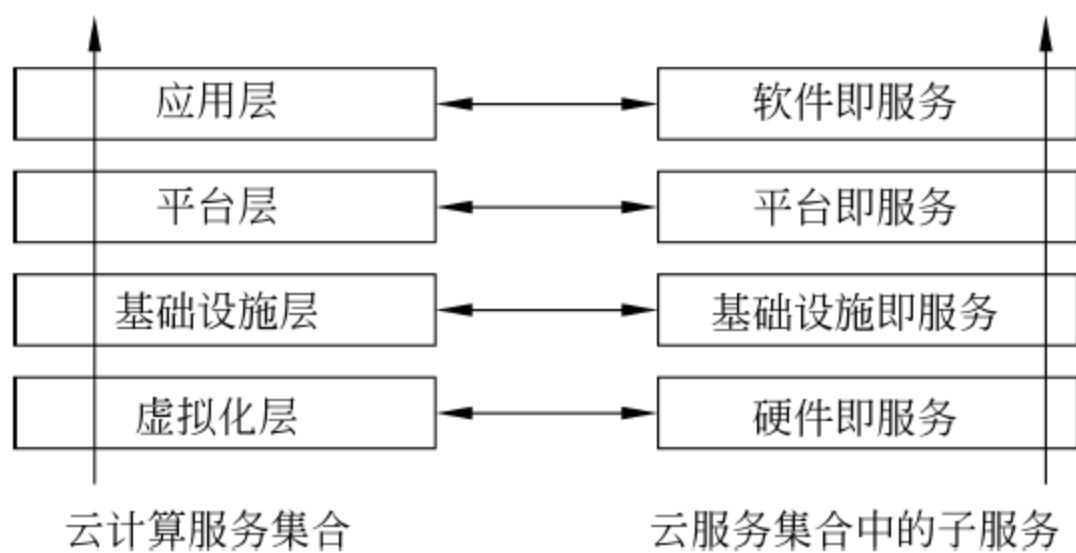 应用层
软件即服务
平台层
平台即服务
基础设施层
基础设施即服务
虚拟化层
硬件即服务
云计算服务集合
云服务集合中的子服务